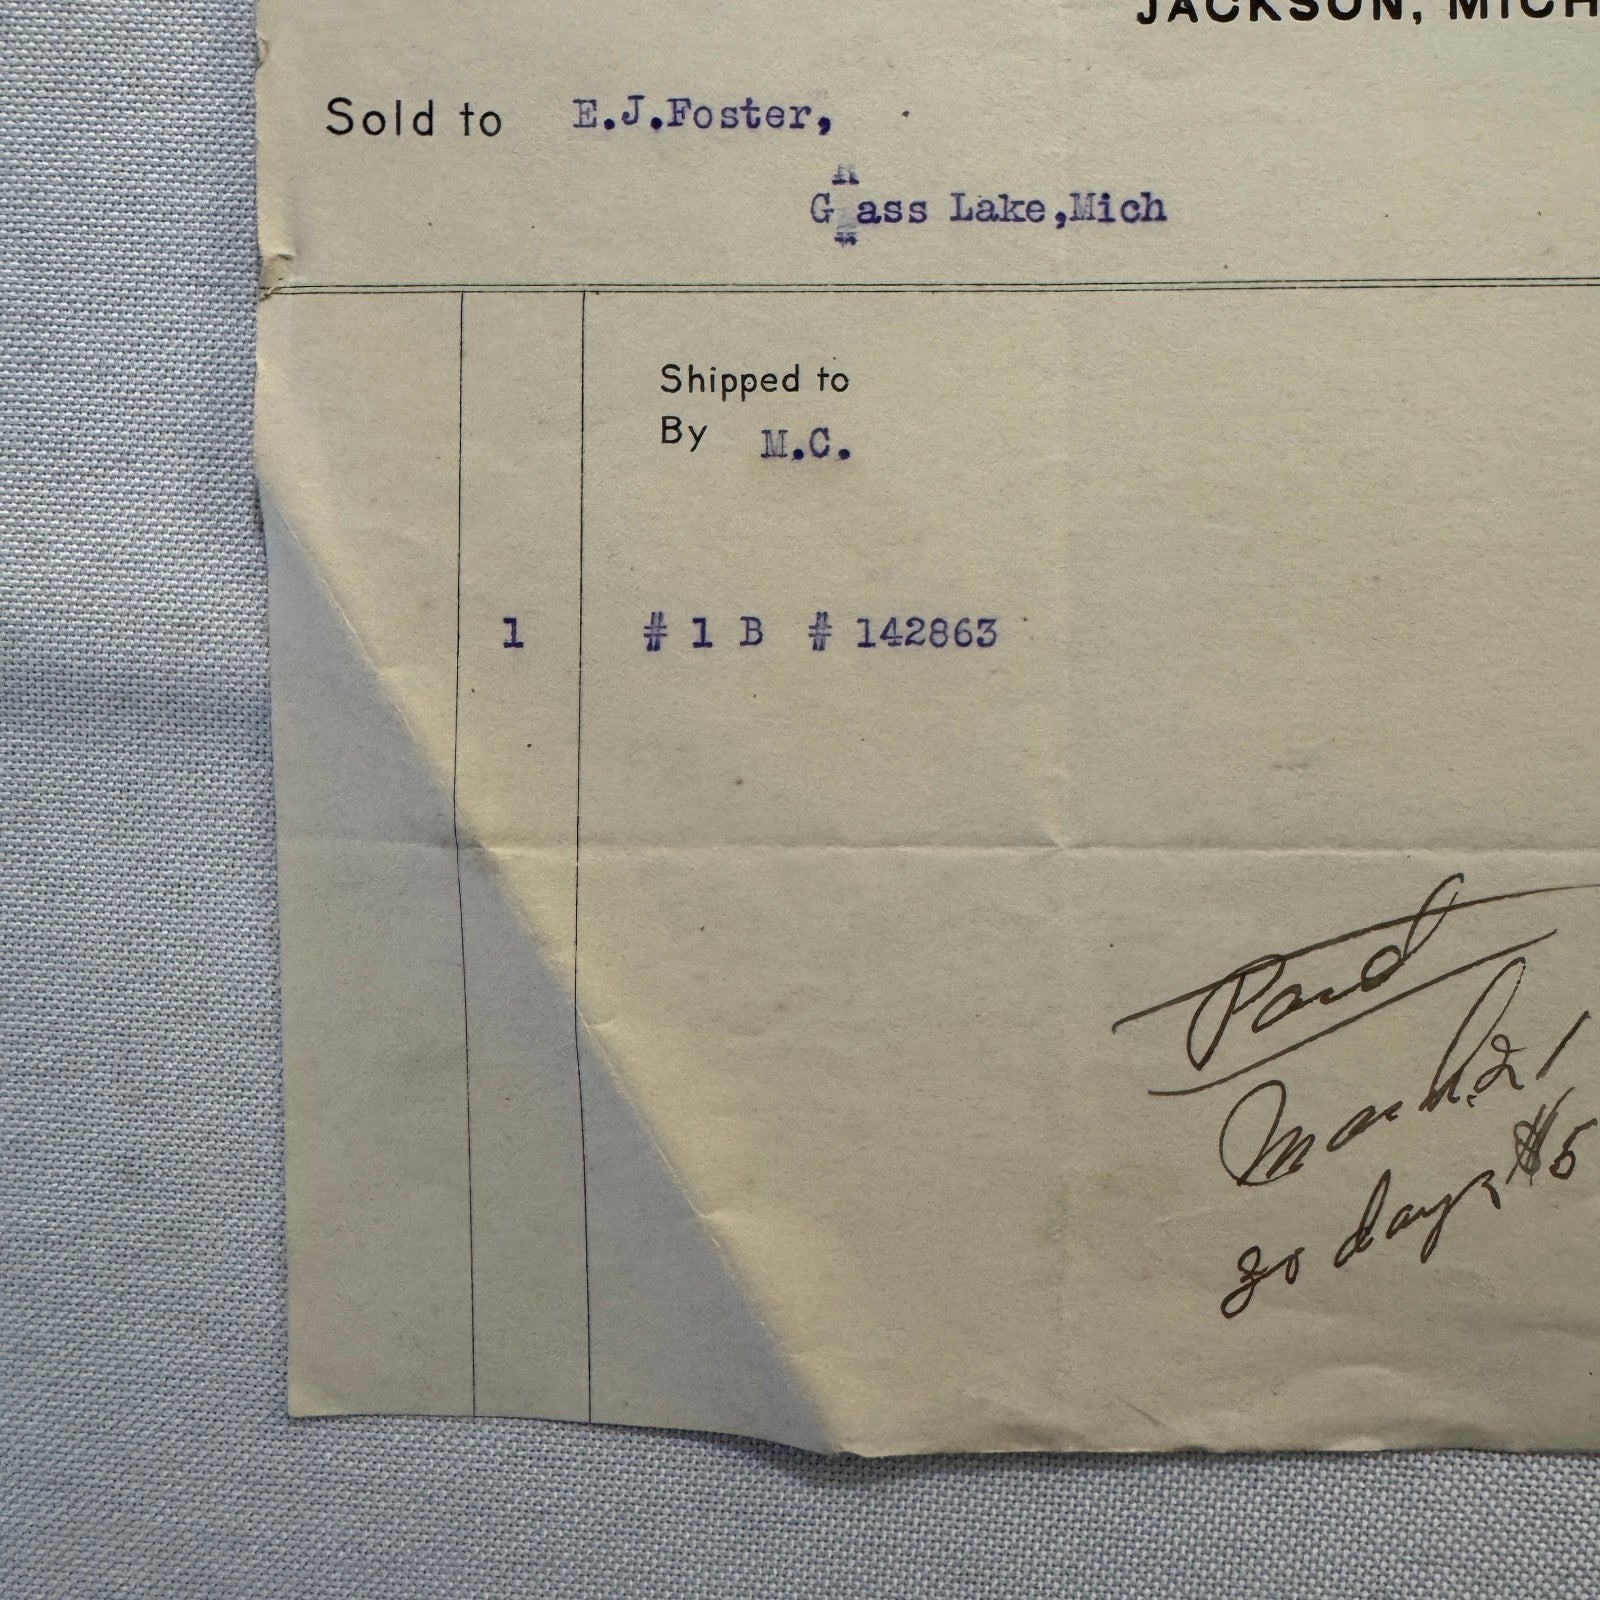 JACKSON, MICH
Sold to E.J.Foster,
Grass Lake,Mich
Shipped to
By M.C.
1 # 1 B # 142863
Paid
March 21
30 days $5